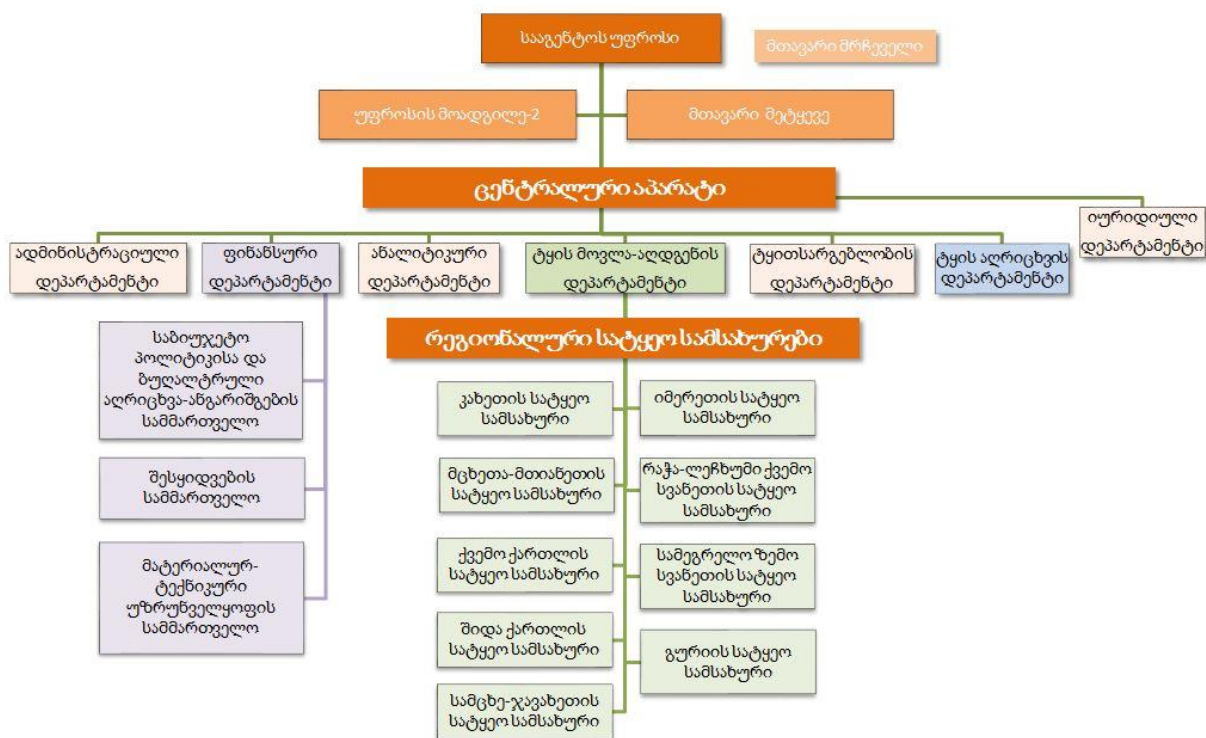 სააგენტოს უფროსი
მთავარი მრჩეველი
უფროსის მოადგილე-2
მთავარი მეტყევე
ცენტრალური აპარატი
ადმინისტრაციული
დეპარტამენტი
ფინანსური
დეპარტამენტი
ანალიტიკური
დეპარტამენტი
ტყის მოვლა-აღდგენის
დეპარტამენტი
ტყითსარგებლობის
დეპარტამენტი
ტყის აღრიცხვის
დეპარტამენტი
იურიდიული
დეპარტამენტი
საბიუჯეტო
პოლიტიკისა და
ბუღალტრული
აღრიცხვა-ანგარიშგების
სამმართველო
შესყიდვების
სამმართველო
მატერიალურ-
ტექნიკური
უზრუნველყოფის
სამმართველო
რეგიონალური სატყეო სამსახურები
კახეთის სატყეო
სამსახური
იმერეთის სატყეო
სამსახური
მცხეთა-მთიანეთის
სატყეო სამსახური
რაჭა-ლეჩხუმი ქვემო
სვანეთის სატყეო
სამსახური
ქვემო ქართლის
სატყეო სამსახური
სამეგრელო ზემო
სვანეთის სატყეო
სამსახური
შიდა ქართლის
სატყეო სამსახური
გურიის სატყეო
სამსახური
სამცხე-ჯავახეთის
სატყეო სამსახური